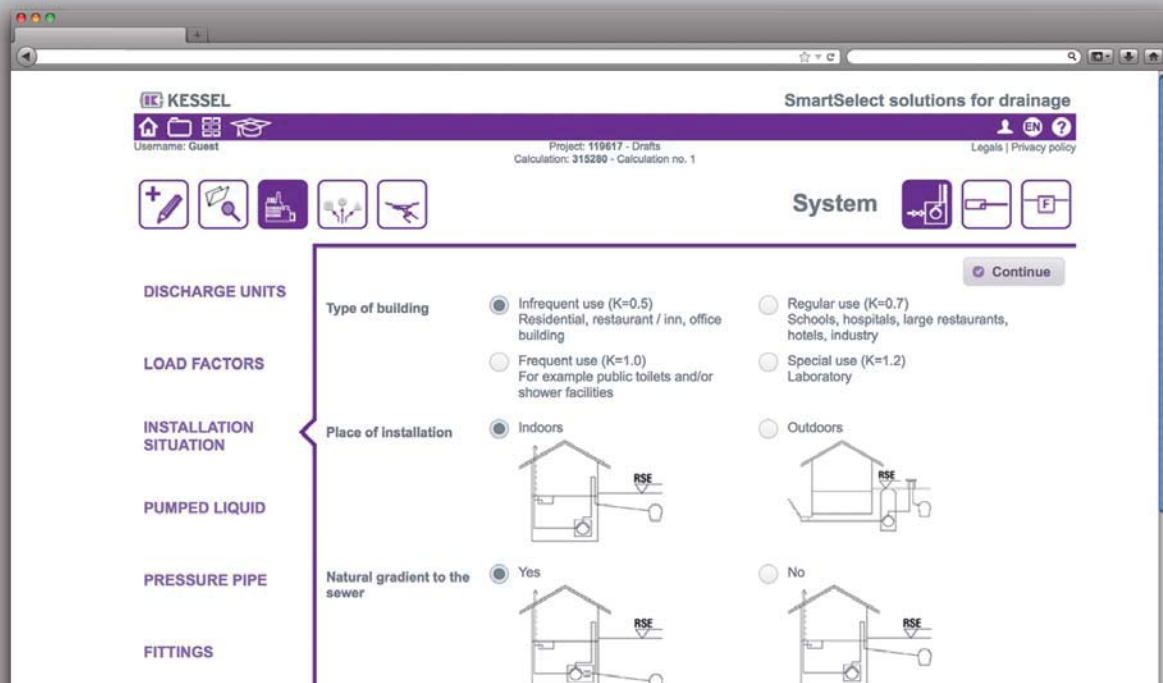 KESSEL
SmartSelect solutions for drainage
EN ?
Username: Guest
Project: 119617 - Drafts
Calculation: 315280 - Calculation no. 1
Legals | Privacy policy
System
F
Continue
DISCHARGE UNITS
LOAD FACTORS
INSTALLATION
SITUATION
PUMPED LIQUID
PRESSURE PIPE
FITTINGS
Type of building
Infrequent use (K=0.5)
Residential, restaurant / inn, office
building
Regular use (K=0.7)
Schools, hospitals, large restaurants,
hotels, industry
Frequent use (K=1.0)
For example public toilets and/or
shower facilities
Special use (K=1.2)
Laboratory
Place of installation
Indoors
RSE
Outdoors
RSE
Natural gradient to the
sewer
Yes
RSE
No
RSE